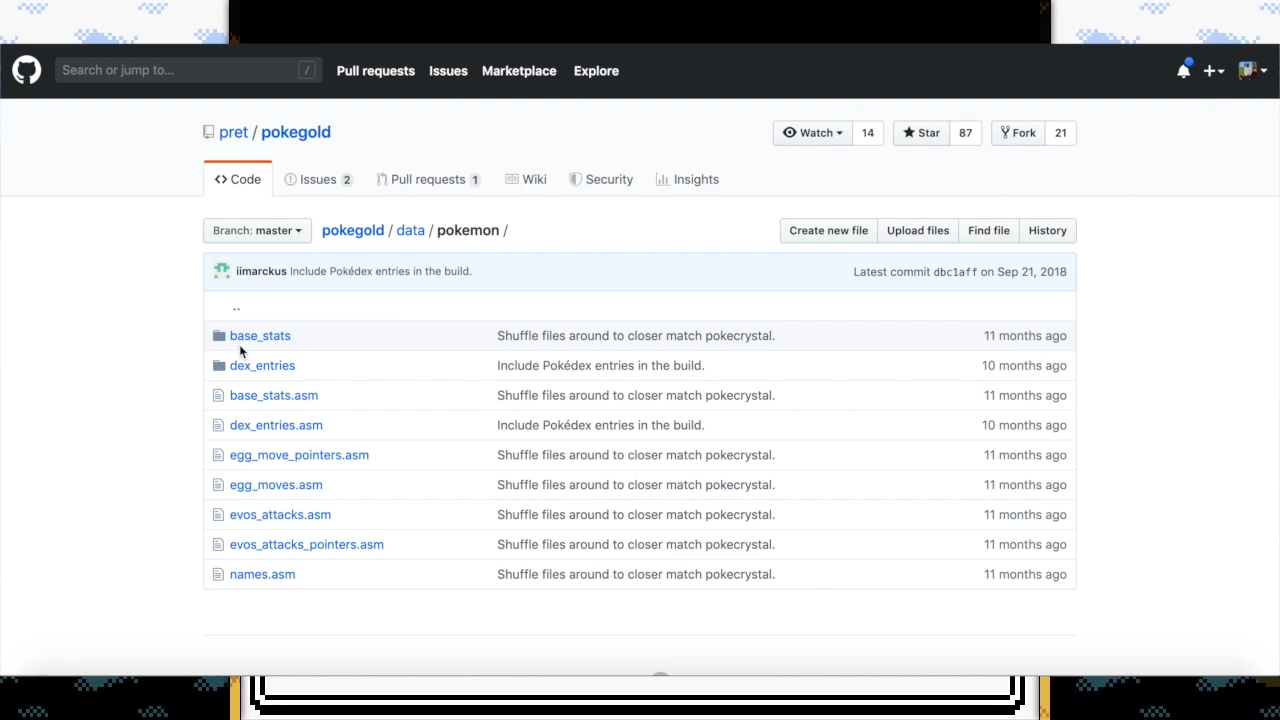 Search or jump to... /
Pull requests Issues Marketplace Explore
pret / pokegold
Watch 14 Star 87 Fork 21
Code Issues 2 Pull requests 1 Wiki Security Insights
Branch: master pokegold / data / pokemon / Create new file Upload files Find file History
iimarckus Include Pokédex entries in the build. Latest commit dbc1aff on Sep 21, 2018
..
base_stats Shuffle files around to closer match pokecrystal. 11 months ago
dex_entries Include Pokédex entries in the build. 10 months ago
base_stats.asm Shuffle files around to closer match pokecrystal. 11 months ago
dex_entries.asm Include Pokédex entries in the build. 10 months ago
egg_move_pointers.asm Shuffle files around to closer match pokecrystal. 11 months ago
egg_moves.asm Shuffle files around to closer match pokecrystal. 11 months ago
evos_attacks.asm Shuffle files around to closer match pokecrystal. 11 months ago
evos_attacks_pointers.asm Shuffle files around to closer match pokecrystal. 11 months ago
names.asm Shuffle files around to closer match pokecrystal. 11 months ago